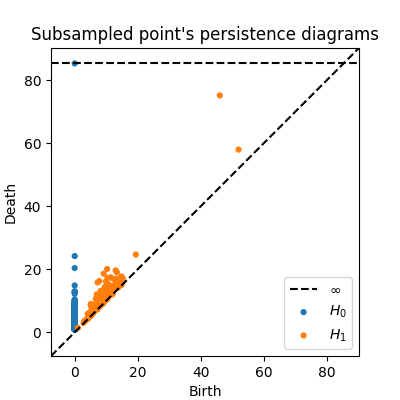 Subsampled point's persistence diagrams
Death
80
60
40
20
0
0 20 40 60 80
Birth
∞
H₀
H₁